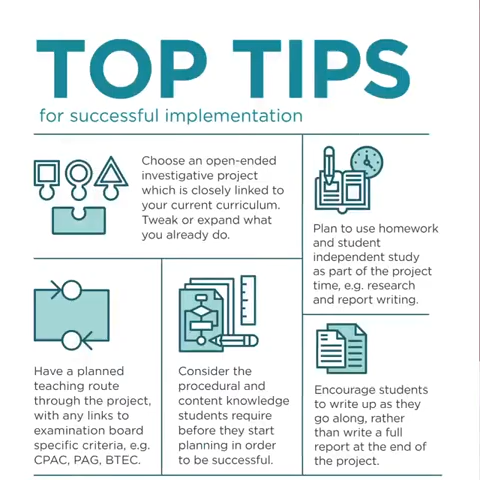 TOP TIPS
for successful implementation
Choose an open-ended
investigative project
which is closely linked to
your current curriculum.
Tweak or expand what
you already do.
Plan to use homework
and student
independent study
as part of the project
time, e.g. research
and report writing.
Have a planned
teaching route
through the project,
with any links to
examination board
specific criteria, e.g.
CPAC, PAG, BTEC.
Consider the
procedural and
content knowledge
students require
before they start
planning in order
to be successful.
Encourage students
to write up as they
go along, rather
than write a full
report at the end of
the project.